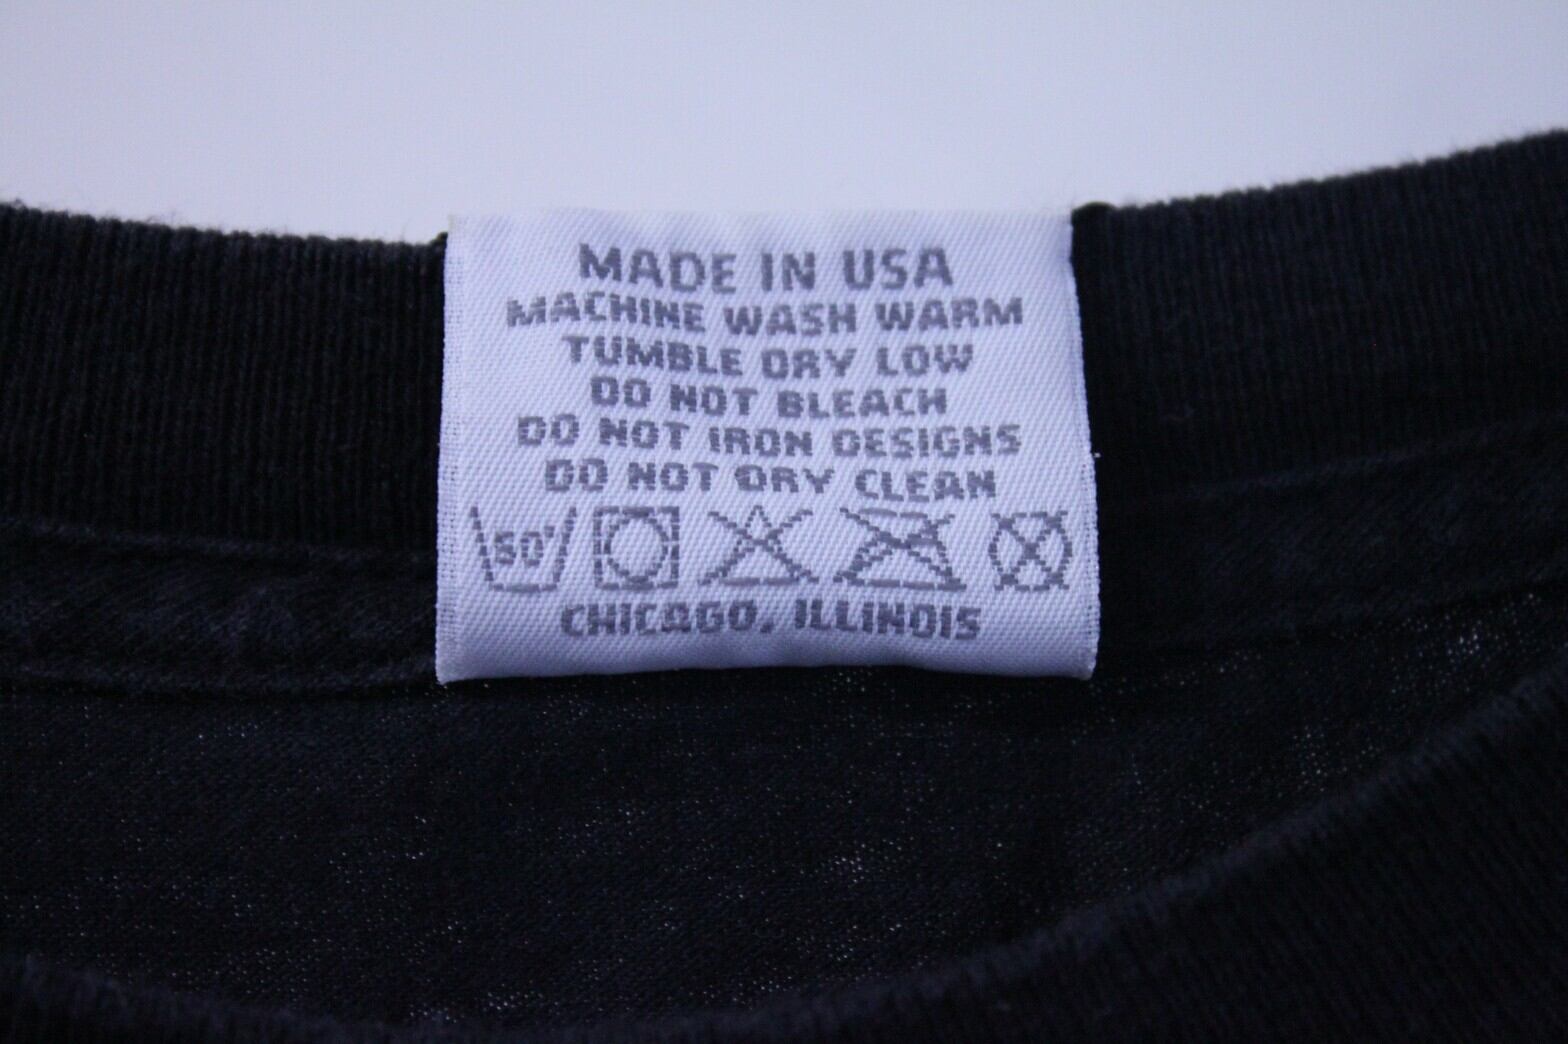 MADE IN USA
MACHINE WASH WARM
TUMBLE DRY LOW
DO NOT BLEACH
DO NOT IRON DESIGNS
DO NOT DRY CLEAN
50°
CHICAGO, ILLINOIS